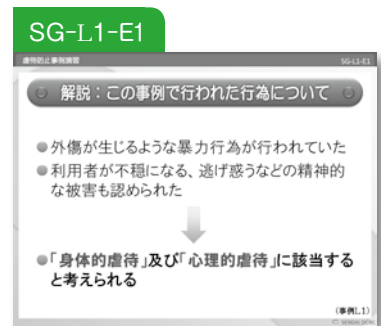 SG-L1-E1
虐待防止事例演習 SG-L1-E1
解説：この事例で行われた行為について
●外傷が生じるような暴力行為が行われていた
●利用者が不穏になる、逃げ惑うなどの精神的
な被害も認められた
●「身体的虐待」及び「心理的虐待」に該当する
と考えられる
(事例L1)